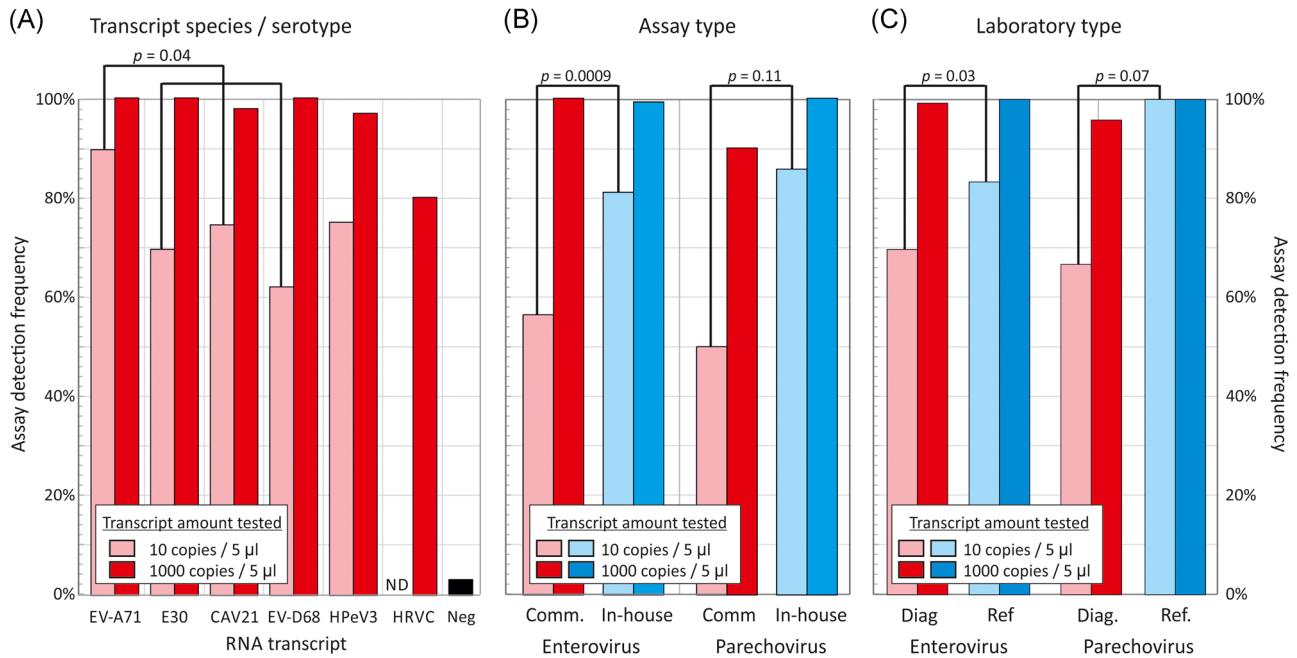 (A)
Transcript species / serotype
p = 0.04
100%
80%
60%
40%
20%
0%
Assay detection frequency
Transcript amount tested
10 copies / 5 µl
1000 copies / 5 µl
ND
EV-A71 E30 CAV21 EV-D68 HPeV3 HRVC Neg
RNA transcript
(B)
Assay type
p = 0.0009 p = 0.11
Transcript amount tested
10 copies / 5 µl
1000 copies / 5 µl
Comm. In-house Comm In-house
Enterovirus Parechovirus
(C)
Laboratory type
p = 0.03 p = 0.07
100%
80%
60%
40%
20%
0%
Assay detection frequency
Transcript amount tested
10 copies / 5 µl
1000 copies / 5 µl
Diag Ref Diag. Ref.
Enterovirus Parechovirus